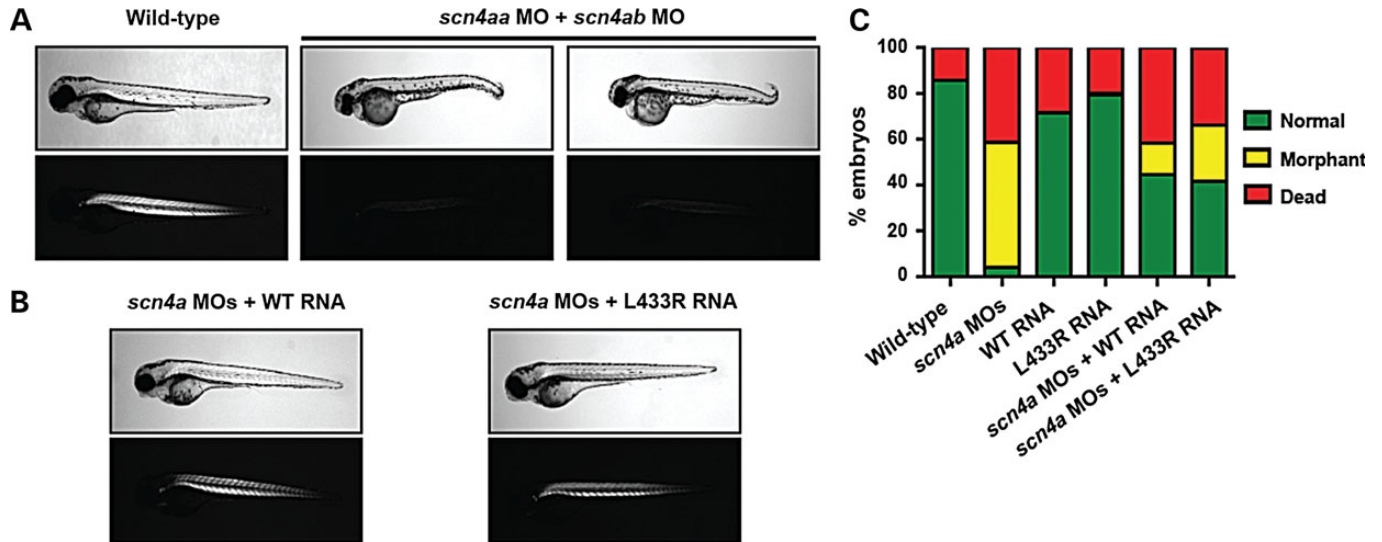 A
Wild-type
scn4aa MO + scn4ab MO
B
scn4a MOs + WT RNA
scn4a MOs + L433R RNA
C
100
80
60
40
20
0
% embryos
Wild-type
scn4a MOs
WT RNA
L433R RNA
scn4a MOs + WT RNA
scn4a MOs + L433R RNA
Normal
Morphant
Dead